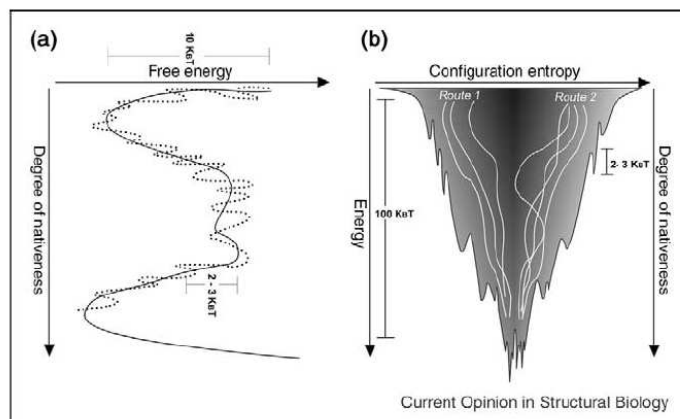 (a)
10 KBT
Free energy
Degree of nativeness
2 - 3 KBT
(b)
Configuration entropy
Route 1
Route 2
2- 3 KBT
100 KBT
Energy
Degree of nativeness
Current Opinion in Structural Biology